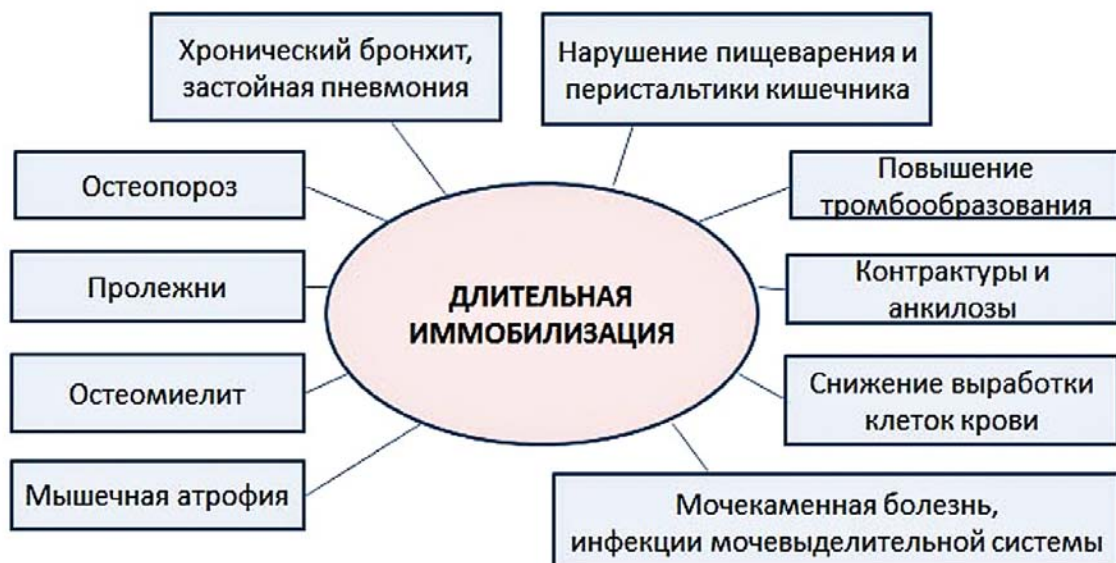 Хронический бронхит,
застойная пневмония
Нарушение пищеварения и
перистальтики кишечника
Остеопороз
Повышение
тромбообразования
Пролежни
Контрактуры и
анкилозы
ДЛИТЕЛЬНАЯ
ИММОБИЛИЗАЦИЯ
Остеомиелит
Снижение выработки
клеток крови
Мышечная атрофия
Мочекаменная болезнь,
инфекции мочевыделительной системы